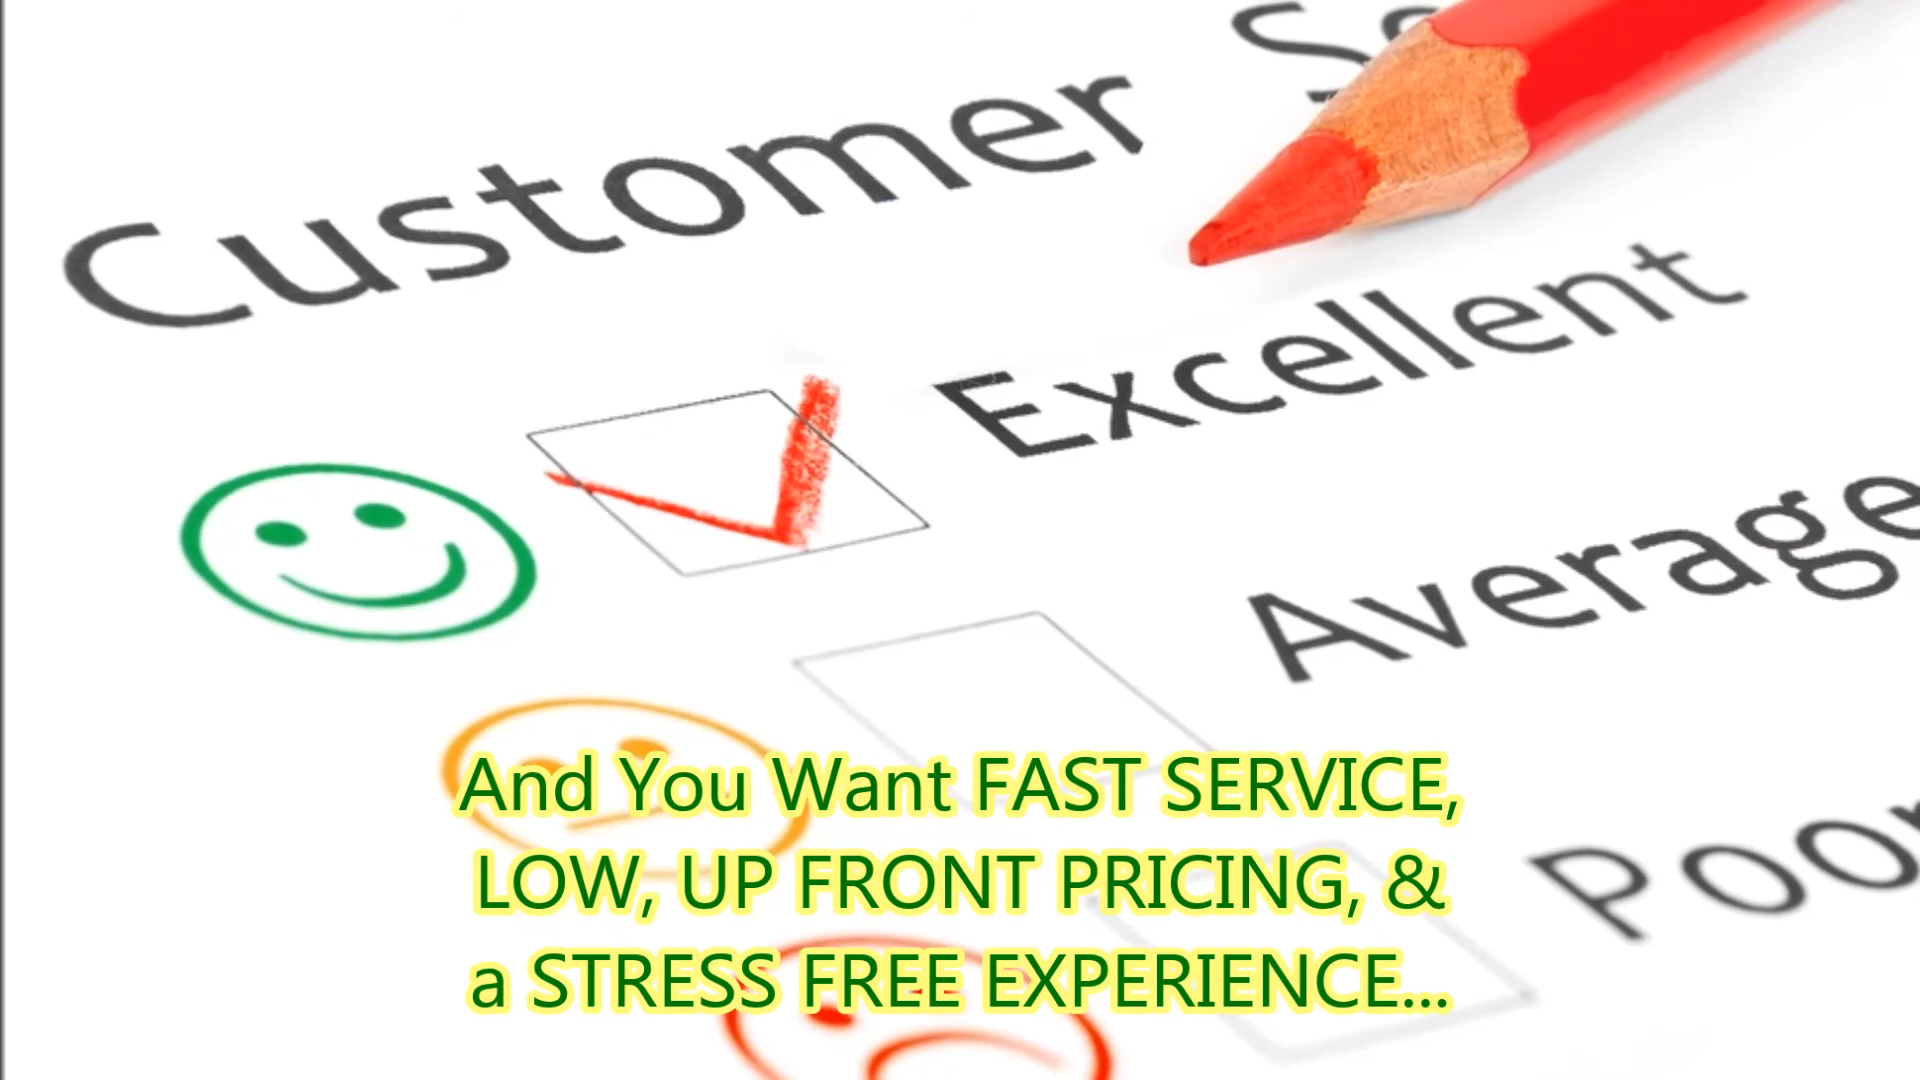 Customer
Excellent
Average
Poor
And You Want FAST SERVICE,
LOW, UP FRONT PRICING, &
a STRESS FREE EXPERIENCE...